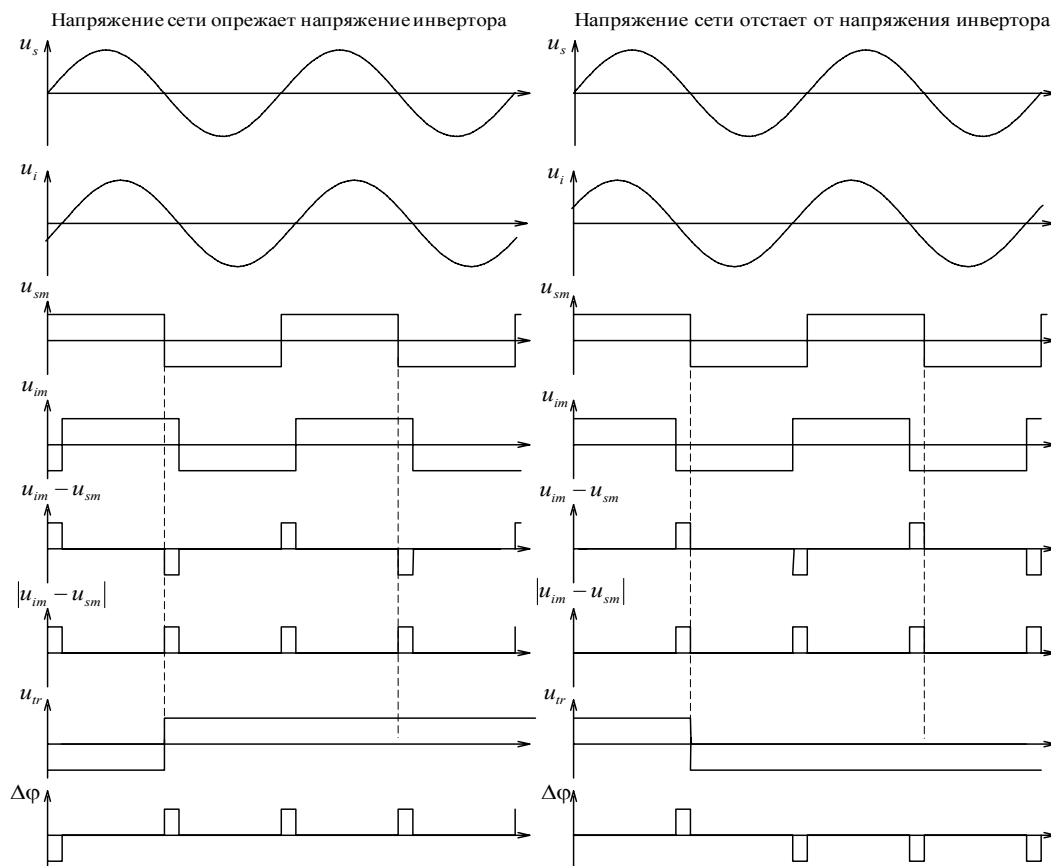 Напряжение сети опрежает напряжение инвертора
u_s
u_i
u_sm
u_im
u_im − u_sm
|u_im − u_sm|
u_tr
Δφ
Напряжение сети отстает от напряжения инвертора
u_s
u_i
u_sm
u_im
u_im − u_sm
|u_im − u_sm|
u_tr
Δφ